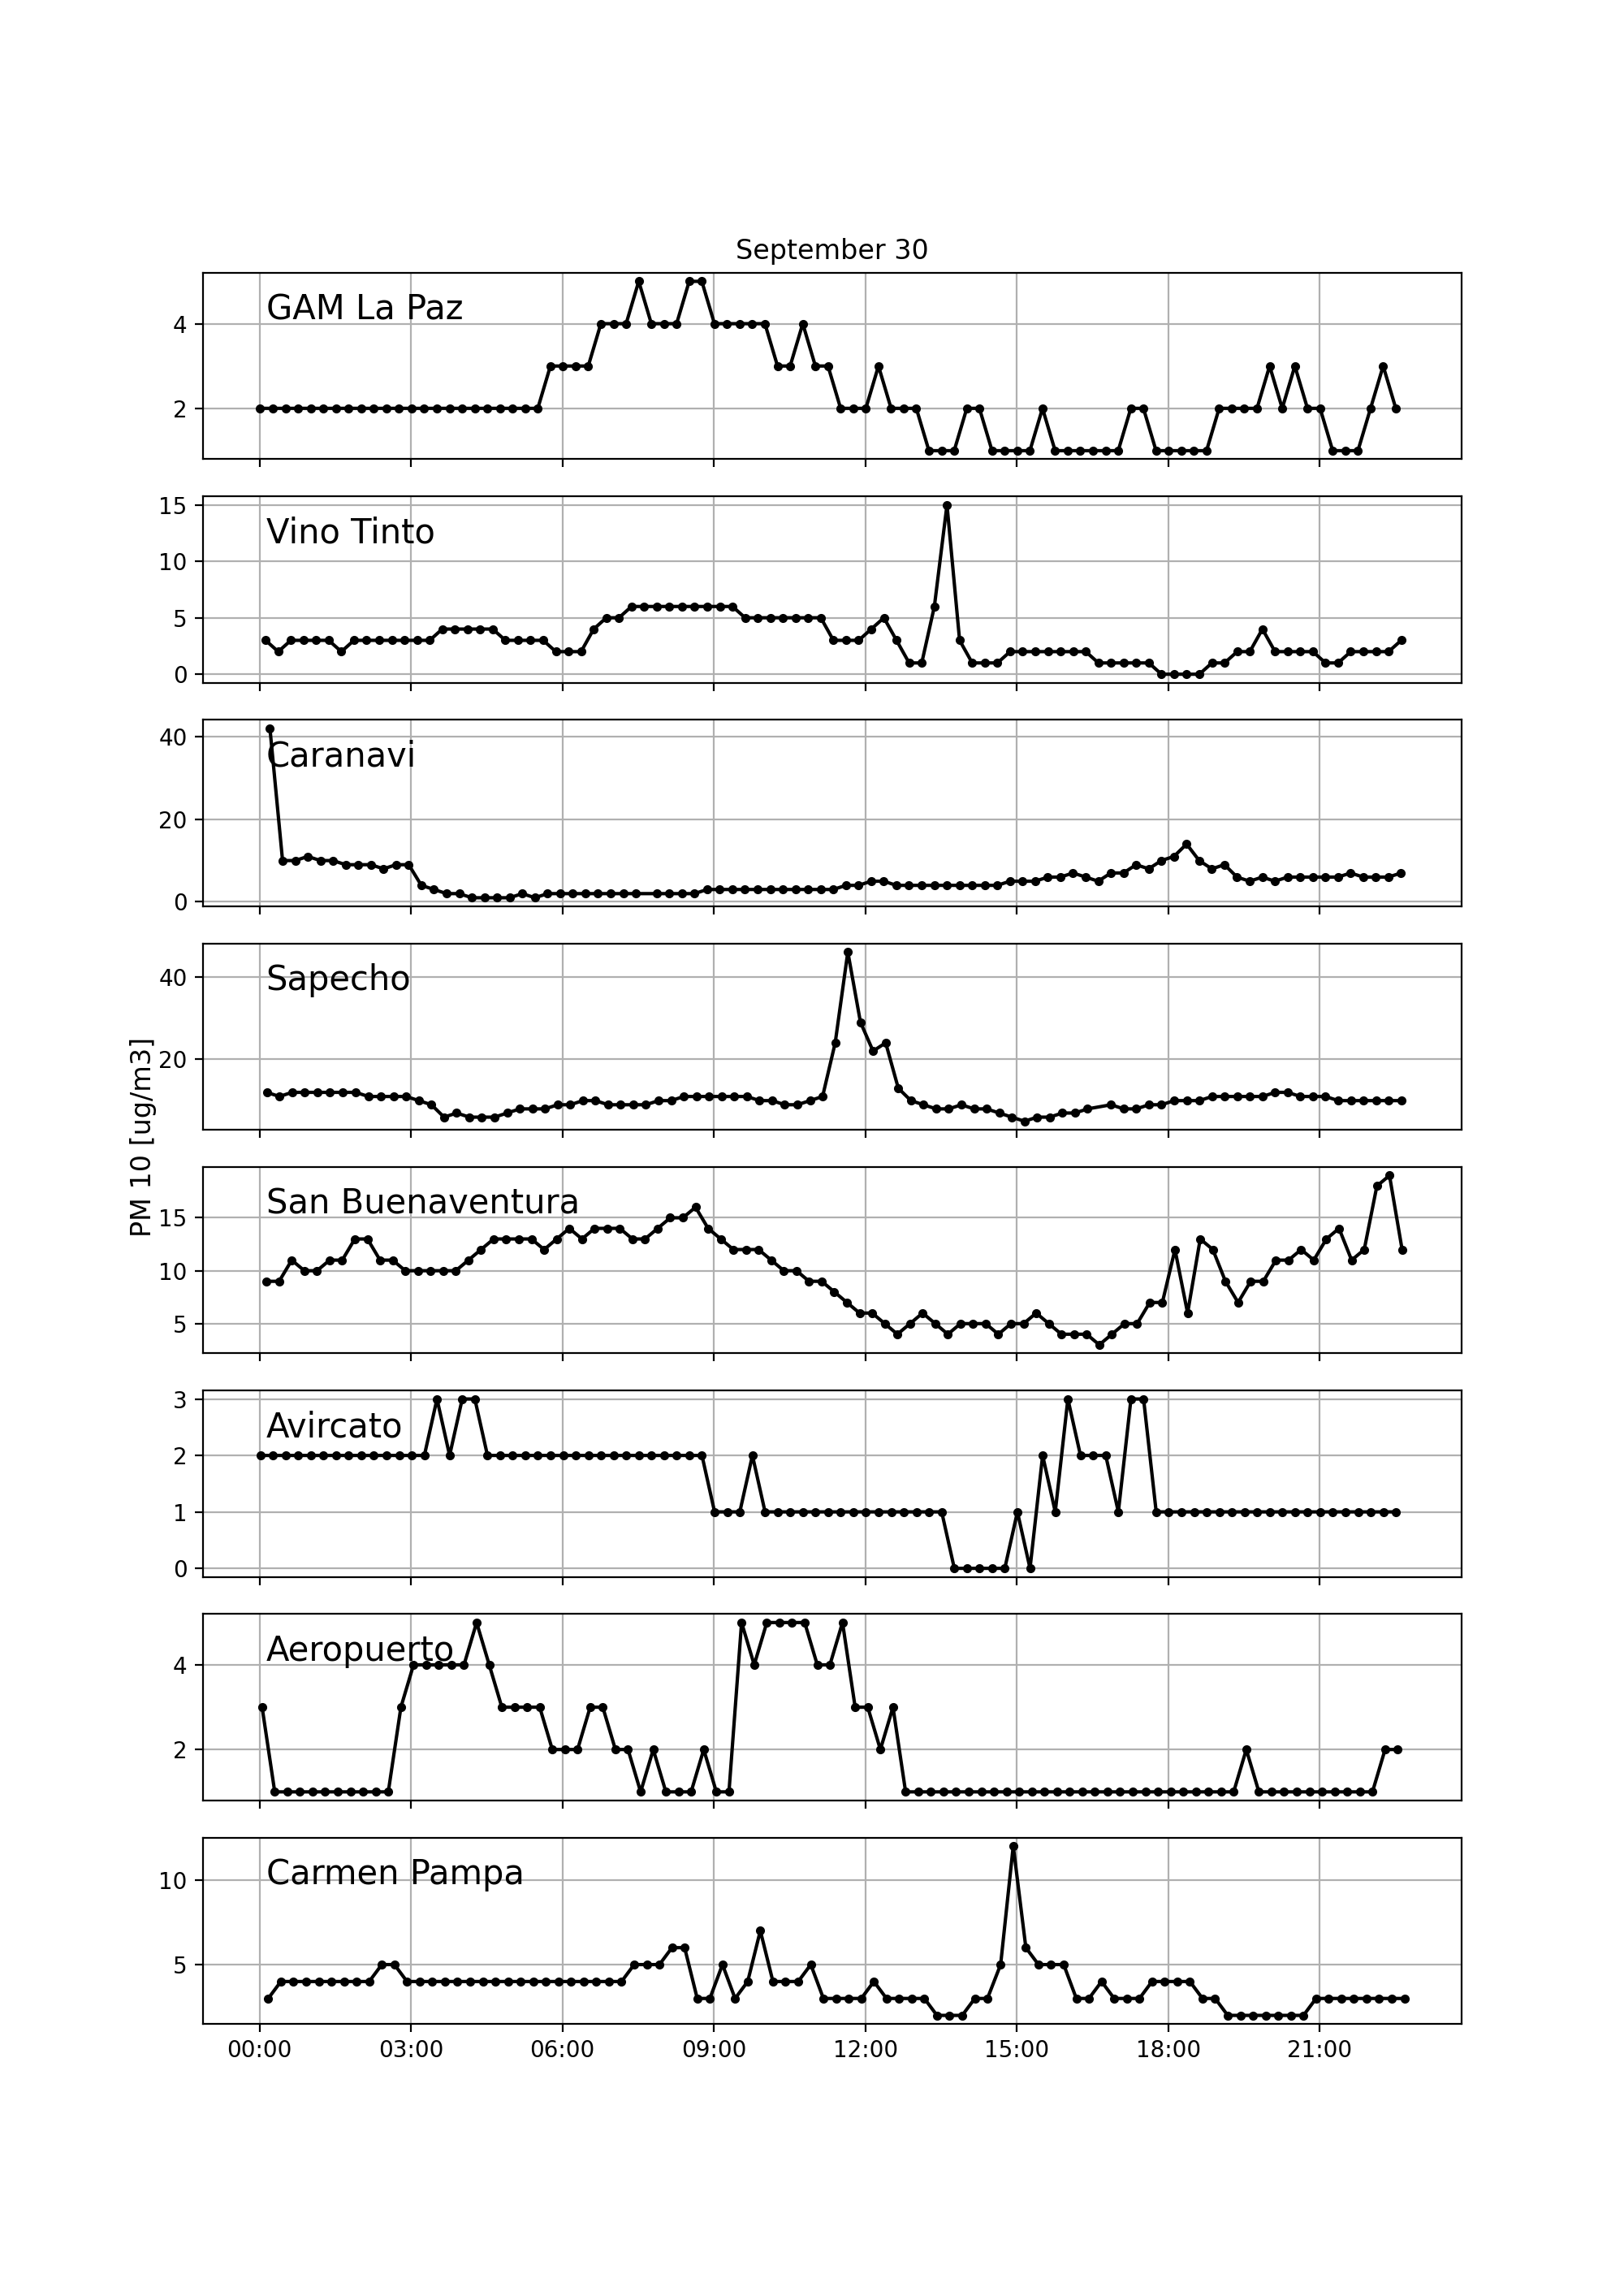 September 30
GAM La Paz
4
2
Vino Tinto
15
10
5
0
Caranavi
40
20
0
Sapecho
40
20
PM 10 [ug/m3]
San Buenaventura
15
10
5
Avircato
3
2
1
0
Aeropuerto
4
2
Carmen Pampa
10
5
00:00 03:00 06:00 09:00 12:00 15:00 18:00 21:00